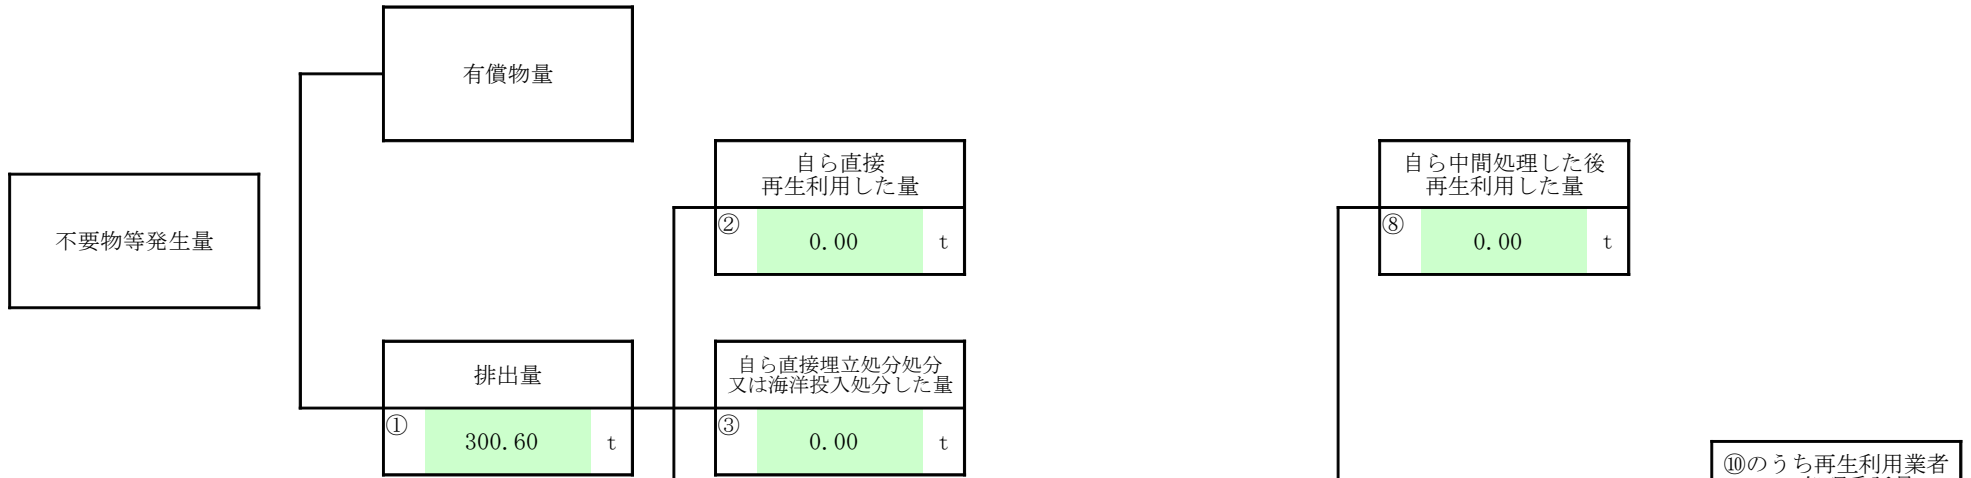 有償物量
自ら直接
再生利用した量
自ら中間処理した後
再生利用した量
不要物等発生量
②
0.00
t
⑧
0.00
t
排出量
自ら直接埋立処分処分
又は海洋投入処分した量
①
300.60
t
③
0.00
t
⑩のうち再生利用業者